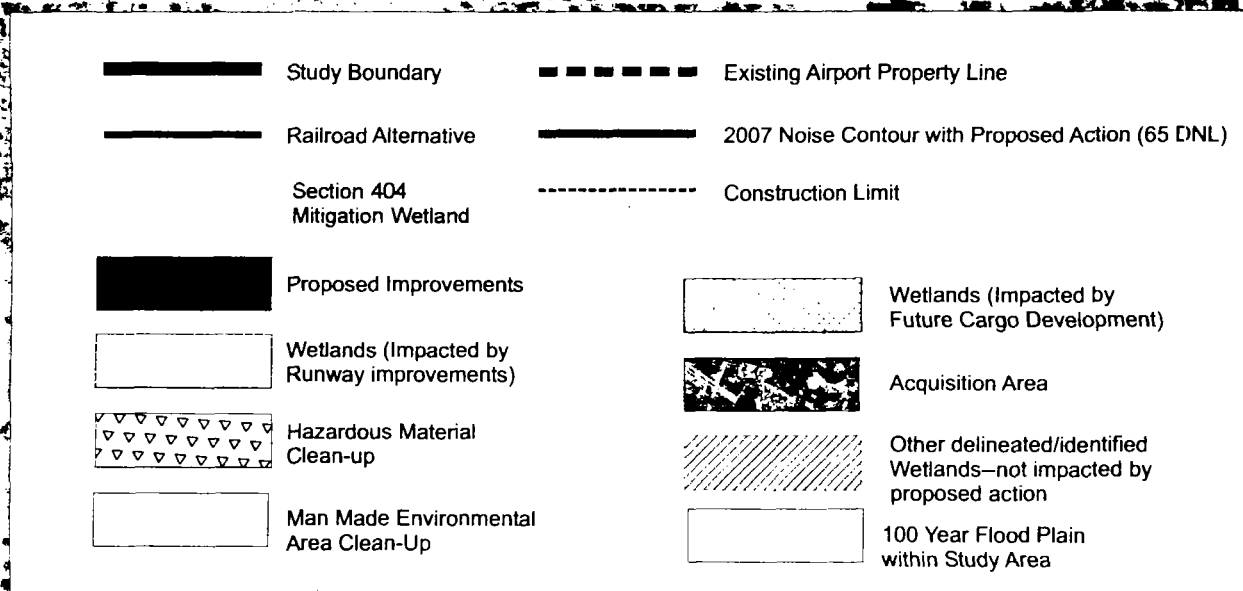 Study Boundary
Existing Airport Property Line
Railroad Alternative
2007 Noise Contour with Proposed Action (65 DNL)
Section 404
Mitigation Wetland
Construction Limit
Proposed Improvements
Wetlands (Impacted by
Future Cargo Development)
Wetlands (Impacted by
Runway improvements)
Acquisition Area
Hazardous Material
Clean-up
Other delineated/identified
Wetlands–not impacted by
proposed action
Man Made Environmental
Area Clean-Up
100 Year Flood Plain
within Study Area